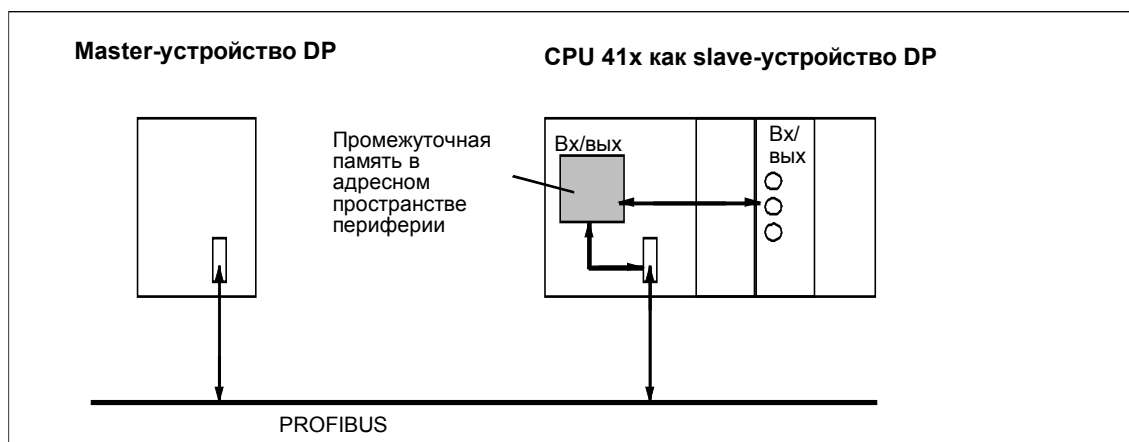 Master-устройство DP
CPU 41x как slave-устройство DP
Промежуточная
память в
адресном
пространстве
периферии
Вх/вых
Вх/
вых
PROFIBUS